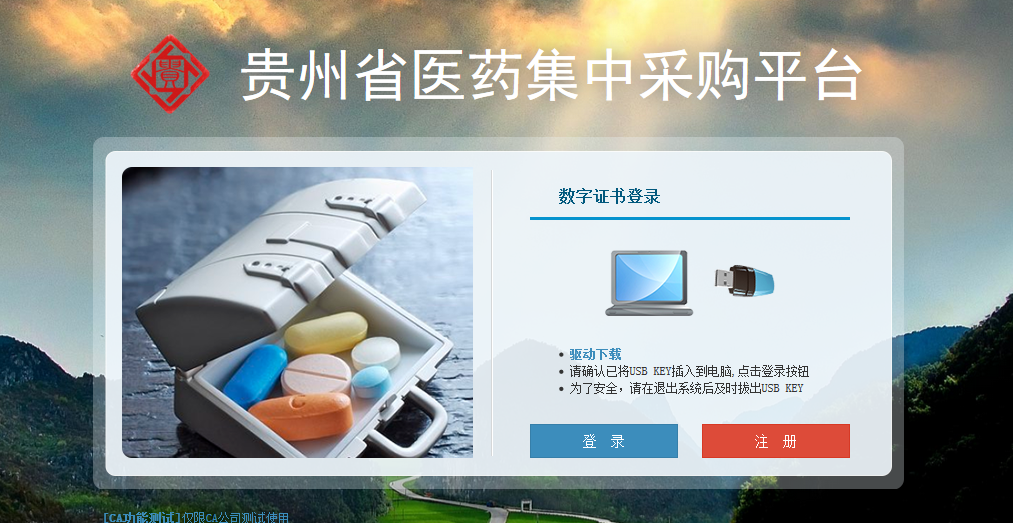 贵州省医药集中采购平台
数字证书登录
驱动下载
请确认已将USB KEY插入到电脑,点击登录按钮
为了安全，请在退出系统后及时拔出USB KEY
登 录
注 册
[CA功能测试]仅限CA公司测试使用